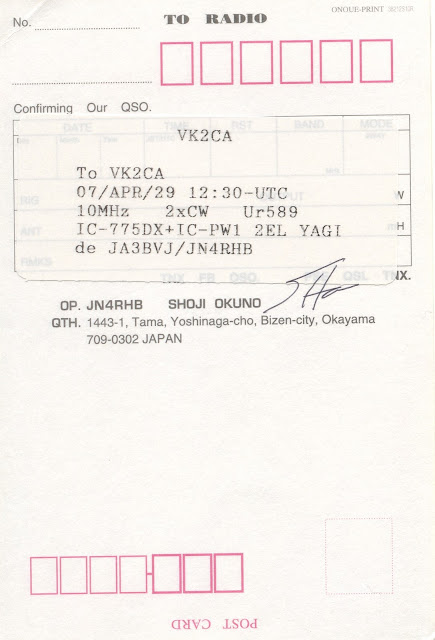 ONOUE-PRINT
No.
TO RADIO
Confirming Our QSO.
DATE TIME RST BAND MODE
VK2CA
To VK2CA
07/APR/29 12:30-UTC
10MHz 2xCW Ur589
IC-775DX+IC-PW1 2EL YAGI
de JA3BVJ/JN4RHB
RIG
W
ANT
H
RMKS
TNX FB QSO. QSL TNX.
OP. JN4RHB SHOJI OKUNO
QTH. 1443-1, Tama, Yoshinaga-cho, Bizen-city, Okayama
709-0302 JAPAN
POST CARD